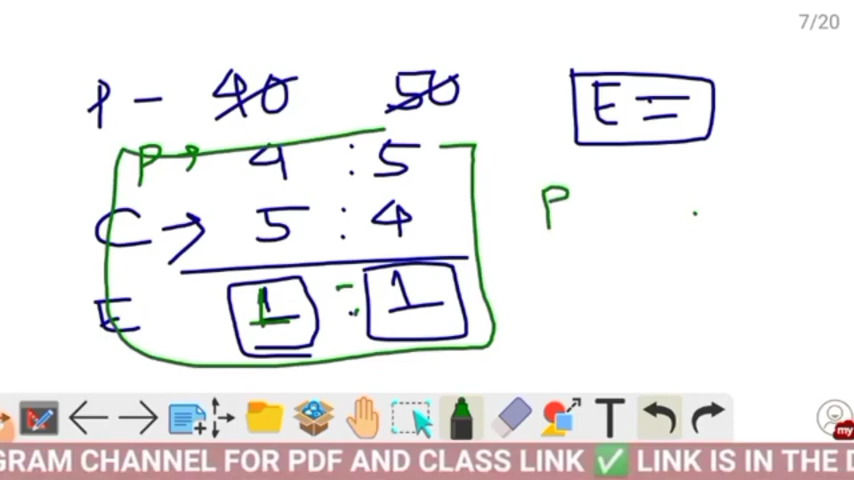 7/20
P - 40 50
E =
P → 4 : 5
P
C → 5 : 4
E 1 : 1
T
my
GRAM CHANNEL FOR PDF AND CLASS LINK ✅ LINK IS IN THE D